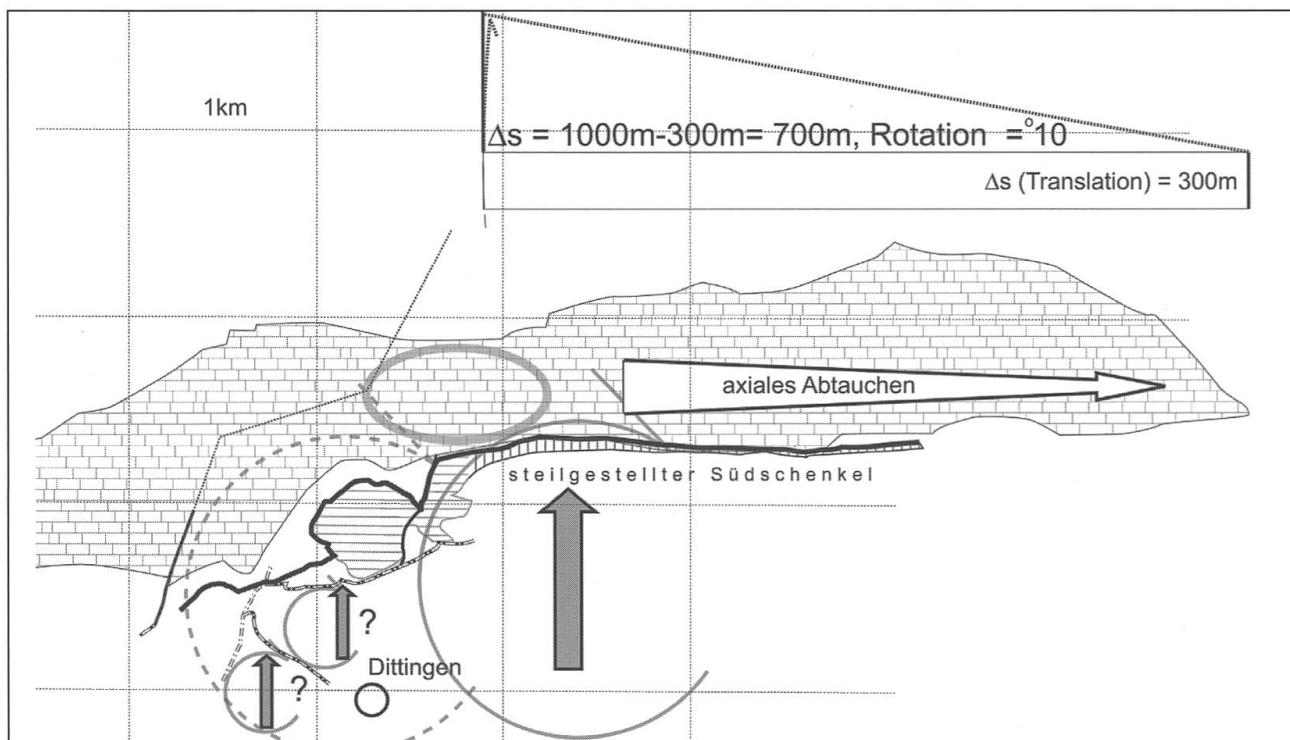 1km
Δs = 1000m-300m= 700m, Rotation =°10
Δs (Translation) = 300m
axiales Abtauchen
steilgestellter Südschenkel
?
Dittingen
?